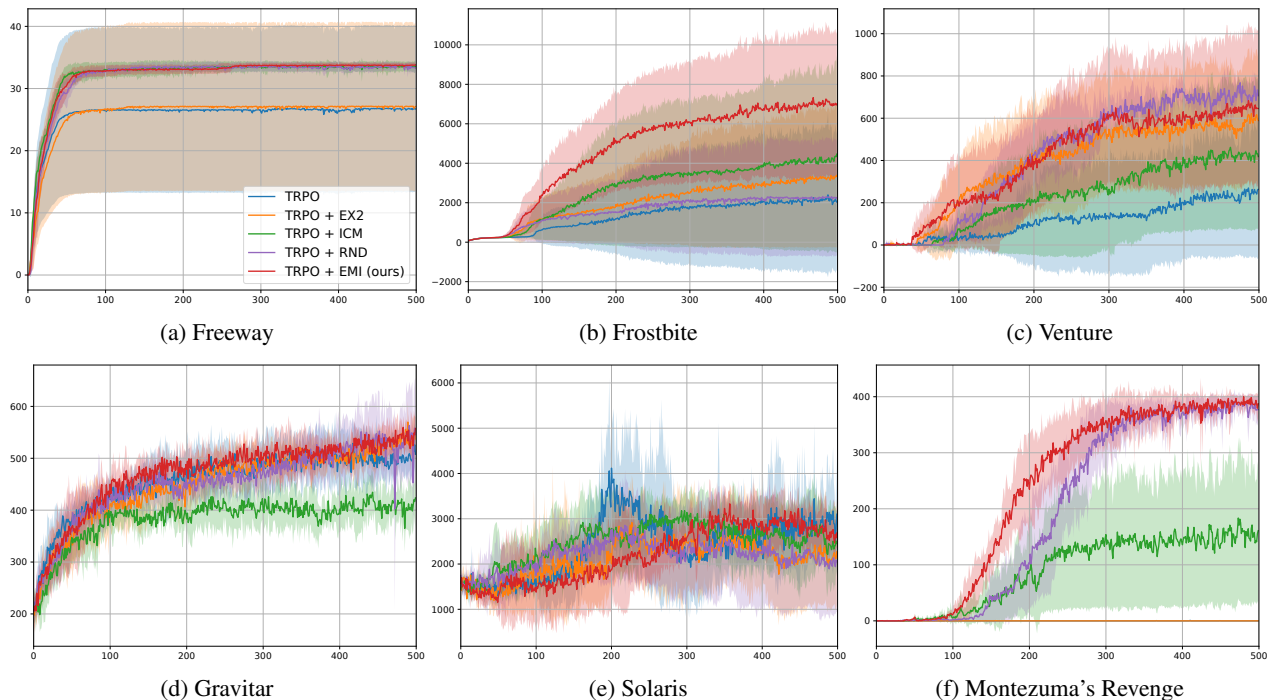 40
30
20
10
0
0 100 200 300 400 500
TRPO
TRPO + EX2
TRPO + ICM
TRPO + RND
TRPO + EMI (ours)
(a) Freeway
10000
8000
6000
4000
2000
0
−2000
0 100 200 300 400 500
(b) Frostbite
1000
800
600
400
200
0
−200
0 100 200 300 400 500
(c) Venture
600
500
400
300
200
0 100 200 300 400 500
(d) Gravitar
6000
5000
4000
3000
2000
1000
0 100 200 300 400 500
(e) Solaris
400
300
200
100
0
0 100 200 300 400 500
(f) Montezuma's Revenge